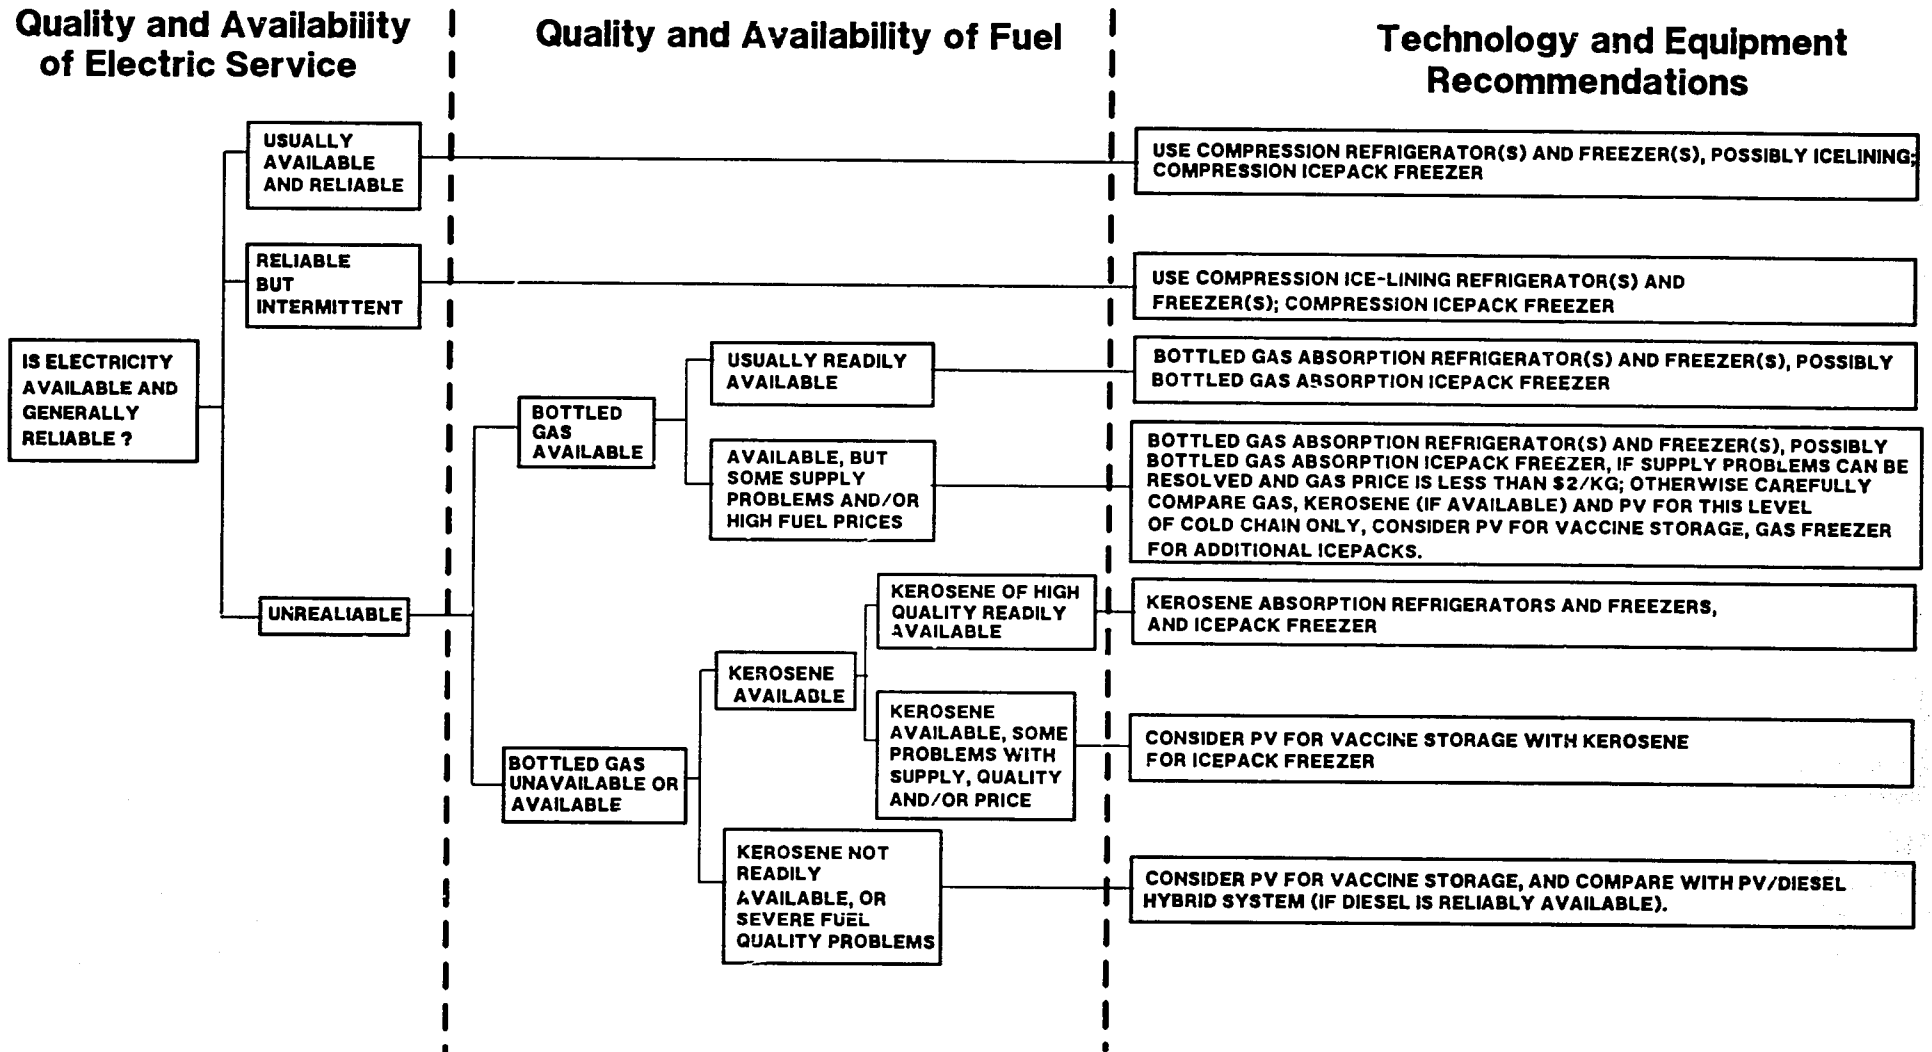 Quality and Availability
of Electric Service
Quality and Availability of Fuel
Technology and Equipment
Recommendations
USUALLY
AVAILABLE
AND RELIABLE
USE COMPRESSION REFRIGERATOR(S) AND FREEZER(S), POSSIBLY ICELINING;
COMPRESSION ICEPACK FREEZER
RELIABLE
BUT
INTERMITTENT
USE COMPRESSION ICE-LINING REFRIGERATOR(S) AND
FREEZER(S); COMPRESSION ICEPACK FREEZER
IS ELECTRICITY
AVAILABLE AND
GENERALLY
RELIABLE ?
USUALLY READILY
AVAILABLE
BOTTLED GAS ABSORPTION REFRIGERATOR(S) AND FREEZER(S), POSSIBLY
BOTTLED GAS ABSORPTION ICEPACK FREEZER
BOTTLED
GAS
AVAILABLE
AVAILABLE, BUT
SOME SUPPLY
PROBLEMS AND/OR
HIGH FUEL PRICES
BOTTLED GAS ABSORPTION REFRIGERATOR(S) AND FREEZER(S), POSSIBLY
BOTTLED GAS ABSORPTION ICEPACK FREEZER, IF SUPPLY PROBLEMS CAN BE
RESOLVED AND GAS PRICE IS LESS THAN $2/KG; OTHERWISE CAREFULLY
COMPARE GAS, KEROSENE (IF AVAILABLE) AND PV FOR THIS LEVEL
OF COLD CHAIN ONLY, CONSIDER PV FOR VACCINE STORAGE, GAS FREEZER
FOR ADDITIONAL ICEPACKS.
UNREALIABLE
KEROSENE OF HIGH
QUALITY READILY
AVAILABLE
KEROSENE ABSORPTION REFRIGERATORS AND FREEZERS,
AND ICEPACK FREEZER
KEROSENE
AVAILABLE
KEROSENE
AVAILABLE, SOME
PROBLEMS WITH
SUPPLY, QUALITY
AND/OR PRICE
CONSIDER PV FOR VACCINE STORAGE WITH KEROSENE
FOR ICEPACK FREEZER
BOTTLED GAS
UNAVAILABLE OR
AVAILABLE
KEROSENE NOT
READILY
AVAILABLE, OR
SEVERE FUEL
QUALITY PROBLEMS
CONSIDER PV FOR VACCINE STORAGE, AND COMPARE WITH PV/DIESEL
HYBRID SYSTEM (IF DIESEL IS RELIABLY AVAILABLE).